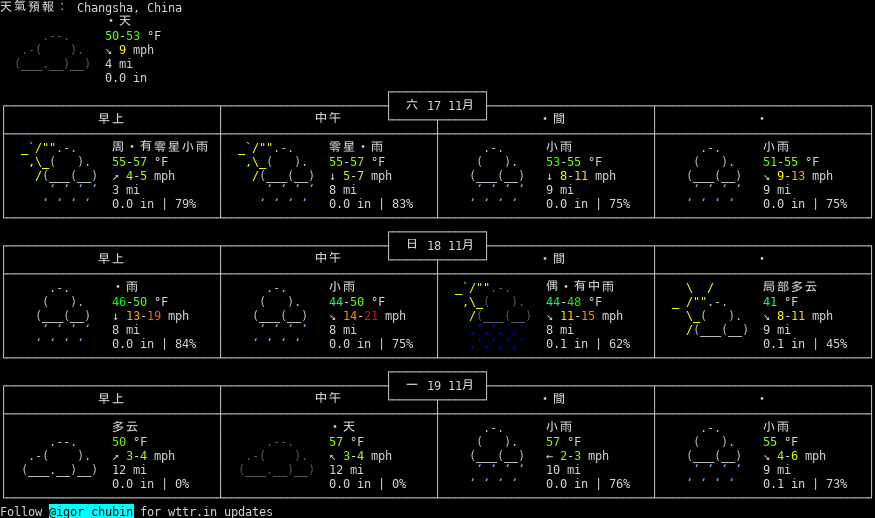 天氣預報： Changsha, China
・天
50-53 °F
↘ 9 mph
4 mi
0.0 in
六 17 11月
早上 中午 ・間 ・
周・有零星小雨 零星・雨 小雨 小雨
55-57 °F 55-57 °F 53-55 °F 51-55 °F
↗ 4-5 mph ↓ 5-7 mph ↓ 8-11 mph ↘ 9-13 mph
3 mi 8 mi 9 mi 9 mi
0.0 in | 79% 0.0 in | 83% 0.0 in | 75% 0.0 in | 75%
日 18 11月
早上 中午 ・間 ・
・雨 小雨 偶・有中雨 局部多云
46-50 °F 44-50 °F 44-48 °F 41 °F
↓ 13-19 mph ↘ 14-21 mph ↘ 11-15 mph ↘ 8-11 mph
8 mi 8 mi 8 mi 9 mi
0.0 in | 84% 0.0 in | 75% 0.1 in | 62% 0.1 in | 45%
一 19 11月
早上 中午 ・間 ・
多云 ・天 小雨 小雨
50 °F 57 °F 57 °F 55 °F
↗ 3-4 mph ↖ 3-4 mph ← 2-3 mph ↘ 4-6 mph
12 mi 12 mi 10 mi 9 mi
0.0 in | 0% 0.0 in | 0% 0.0 in | 76% 0.1 in | 73%
Follow @igor_chubin for wttr.in updates